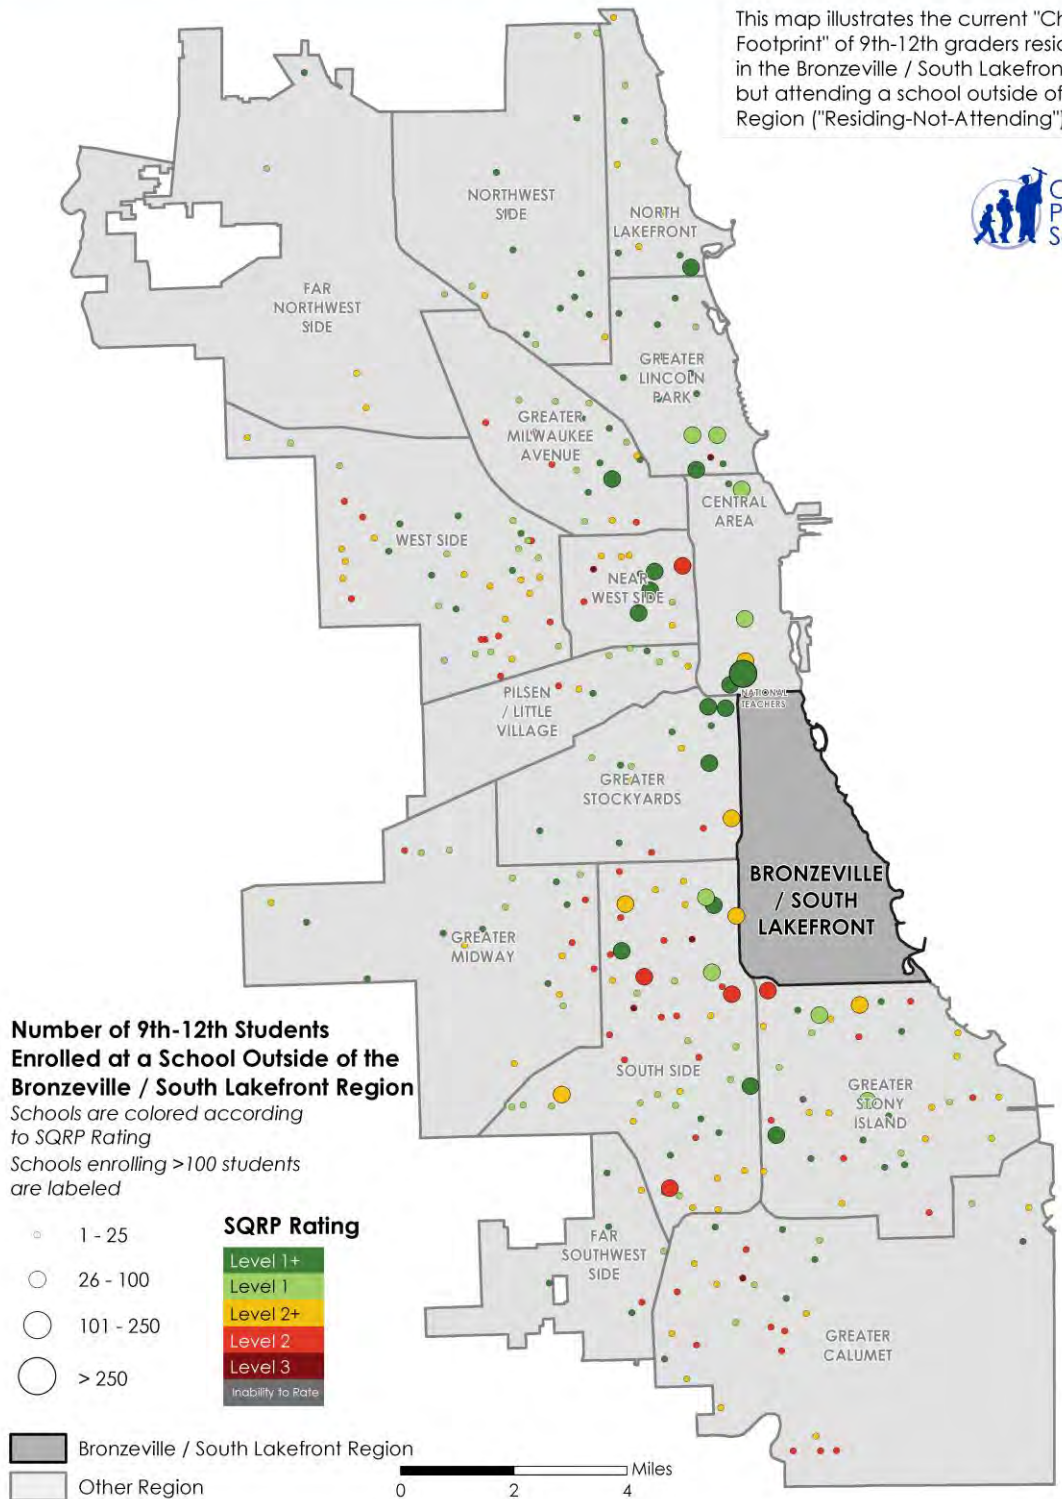 This map illustrates the current "Ch
Footprint" of 9th-12th graders resid
in the Bronzeville / South Lakefron
but attending a school outside of
Region ("Residing-Not-Attending")
C
P
S
NORTHWEST
SIDE
NORTH
LAKEFRONT
FAR
NORTHWEST
SIDE
GREATER
LINCOLN
PARK
GREATER
MILWAUKEE
AVENUE
CENTRAL
AREA
WEST SIDE
NEAR
WEST SIDE
PILSEN
/ LITTLE
VILLAGE
NATIONAL
TEACHERS
GREATER
STOCKYARDS
BRONZEVILLE
/ SOUTH
LAKEFRONT
GREATER
MIDWAY
SOUTH SIDE
GREATER
STONY
ISLAND
FAR
SOUTHWEST
SIDE
GREATER
CALUMET
Number of 9th-12th Students
Enrolled at a School Outside of the
Bronzeville / South Lakefront Region
Schools are colored according
to SQRP Rating
Schools enrolling >100 students
are labeled
1 - 25
26 - 100
101 - 250
> 250
SQRP Rating
Level 1+
Level 1
Level 2+
Level 2
Level 3
Inability to Rate
Bronzeville / South Lakefront Region
Other Region
Miles
0 2 4